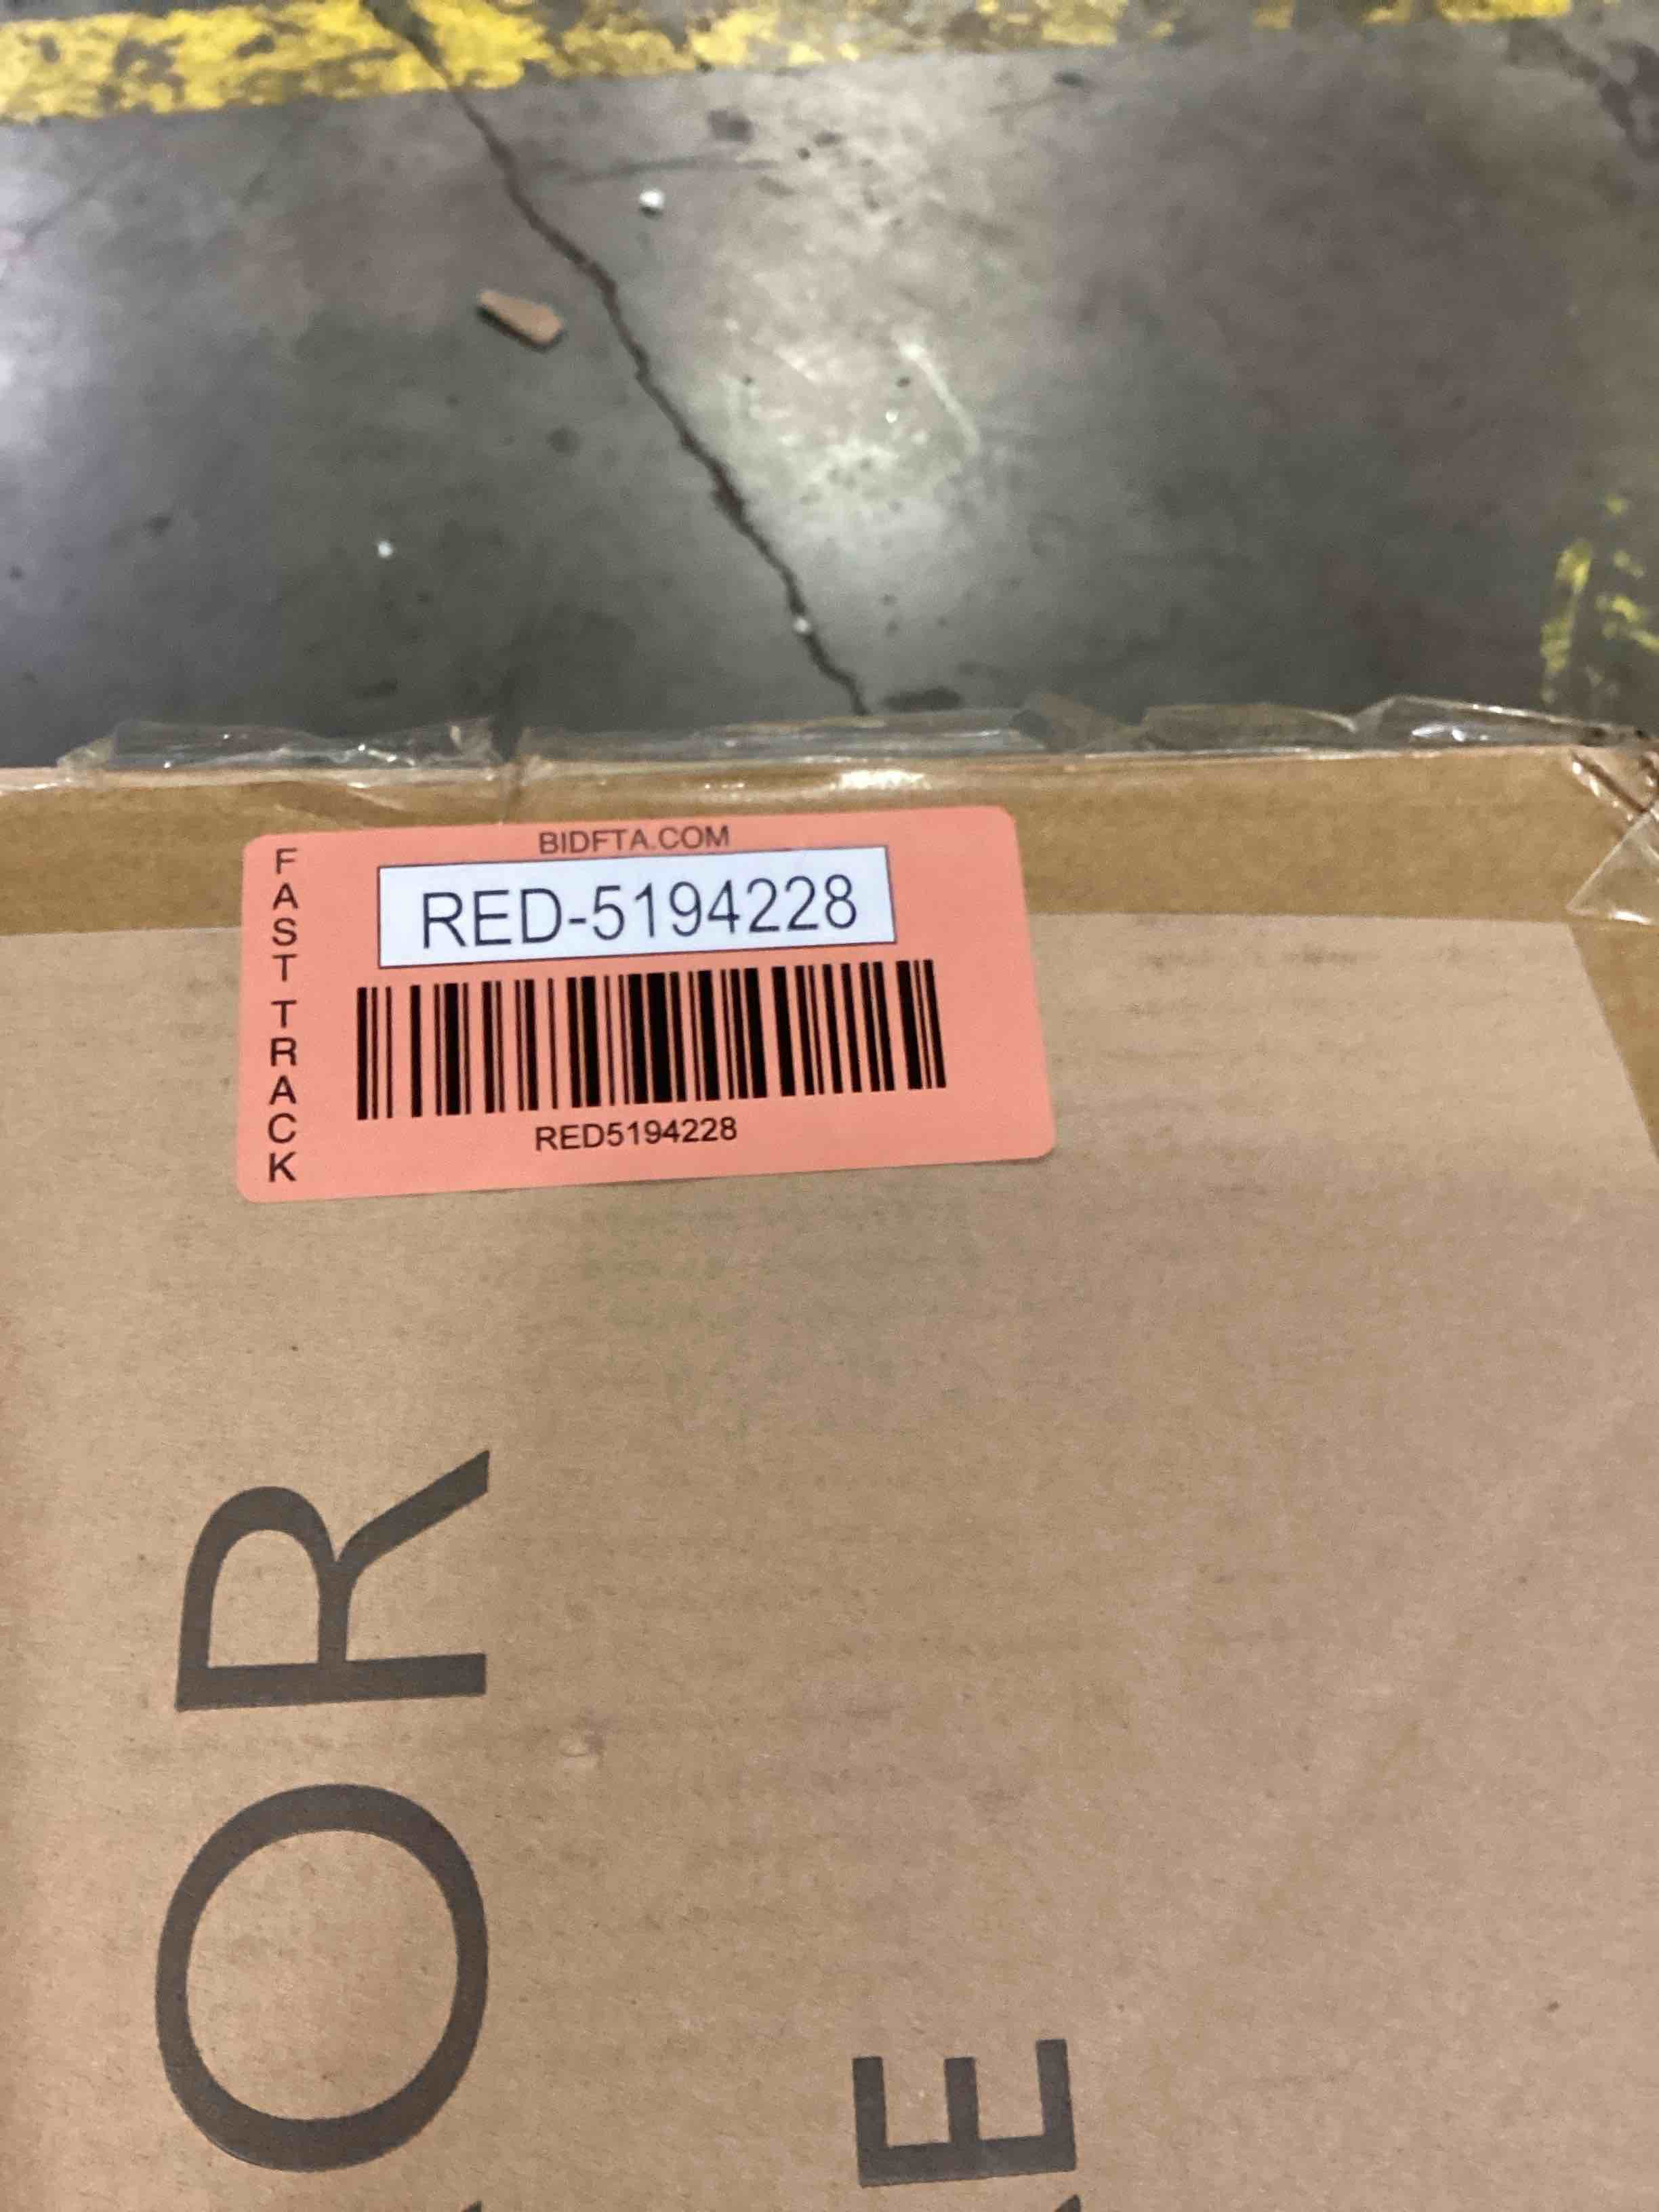 BIDFTA.COM
FAST TRACK
RED-5194228
RED5194228
OR
E